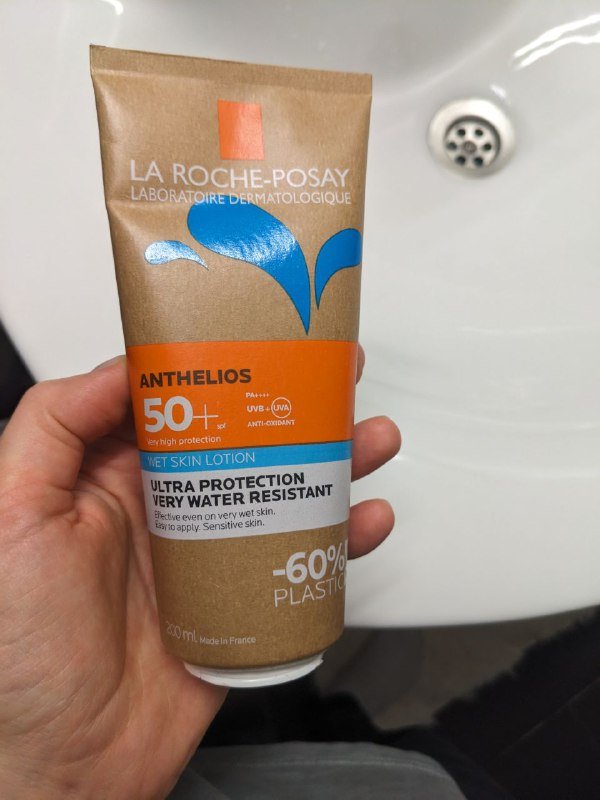 LA ROCHE-POSAY
LABORATOIRE DERMATOLOGIQUE
ANTHELIOS
50+ spf
PA++++
UVB + UVA
ANTI-OXIDANT
Very high protection
WET SKIN LOTION
ULTRA PROTECTION
VERY WATER RESISTANT
Effective even on very wet skin.
Easy to apply. Sensitive skin.
-60%
PLASTIC
200 ml Made in France